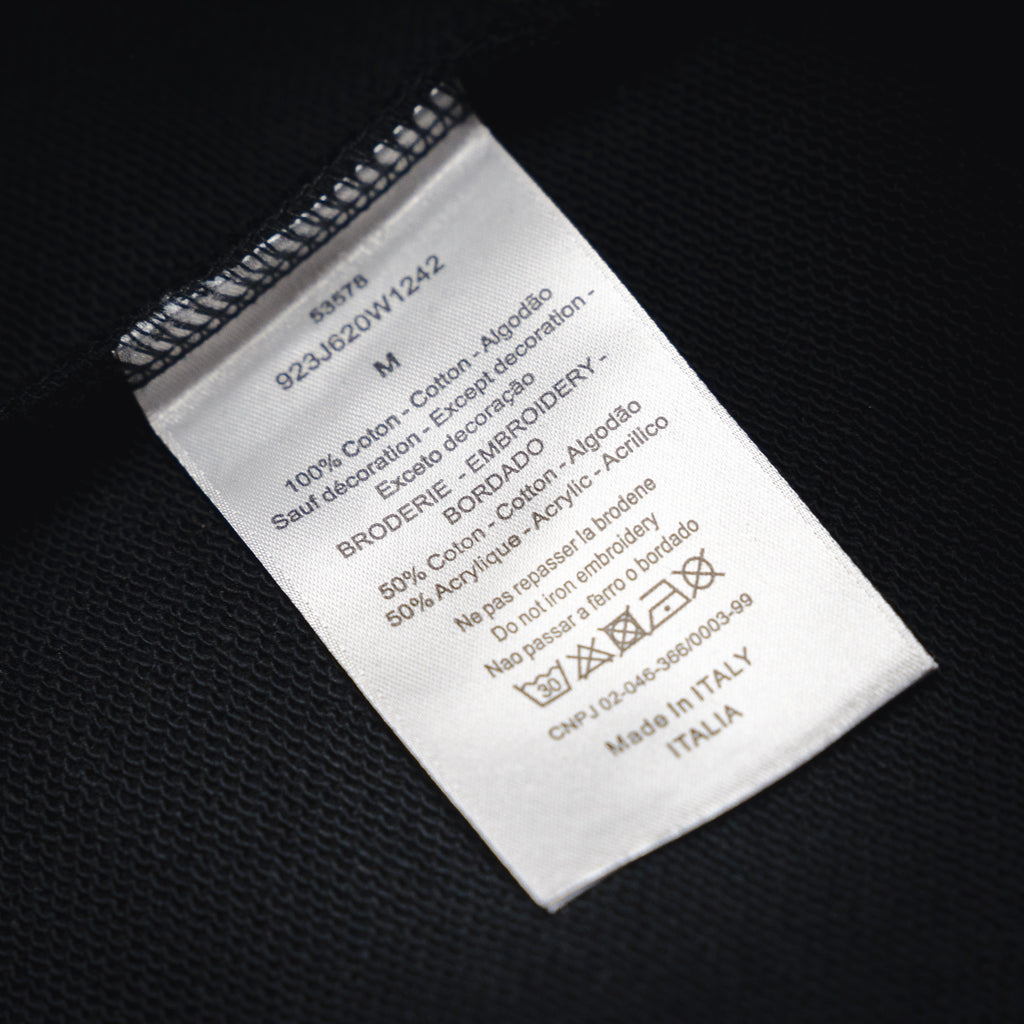 53578
923J620W1242
M
100% Coton - Cotton - Algodão
Sauf décoration - Except decoration -
Exceto decoração
BRODERIE - EMBROIDERY -
BORDADO
50% Coton - Cotton - Algodão
50% Acrylique - Acrylic - Acrilico
Ne pas repasser la brodene
Do not iron embroidery
Nao passar a ferro o bordado
30
CNPJ 02-046-366/0003-99
Made In ITALY
ITALIA